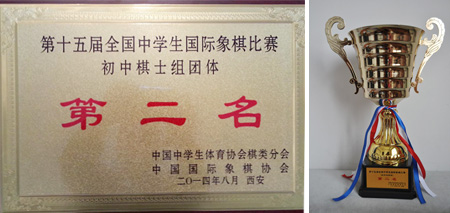 第十五届全国中学生国际象棋比赛
初中棋士组团体
第二名
中国中学生体育协会棋类分会
中国国际象棋协会
二〇一四年八月 西安